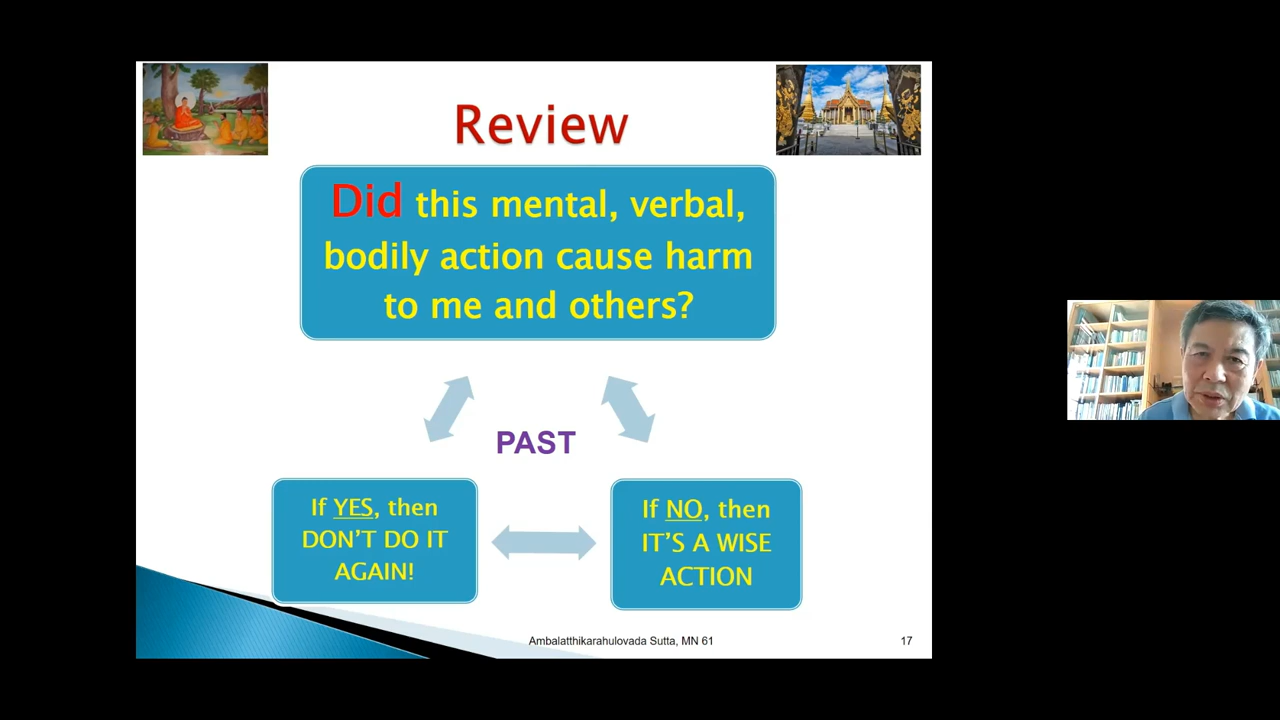 Review
Did this mental, verbal,
bodily action cause harm
to me and others?
PAST
If YES, then
DON'T DO IT
AGAIN!
If NO, then
IT'S A WISE
ACTION
Ambalatthikarahulovada Sutta, MN 61
17